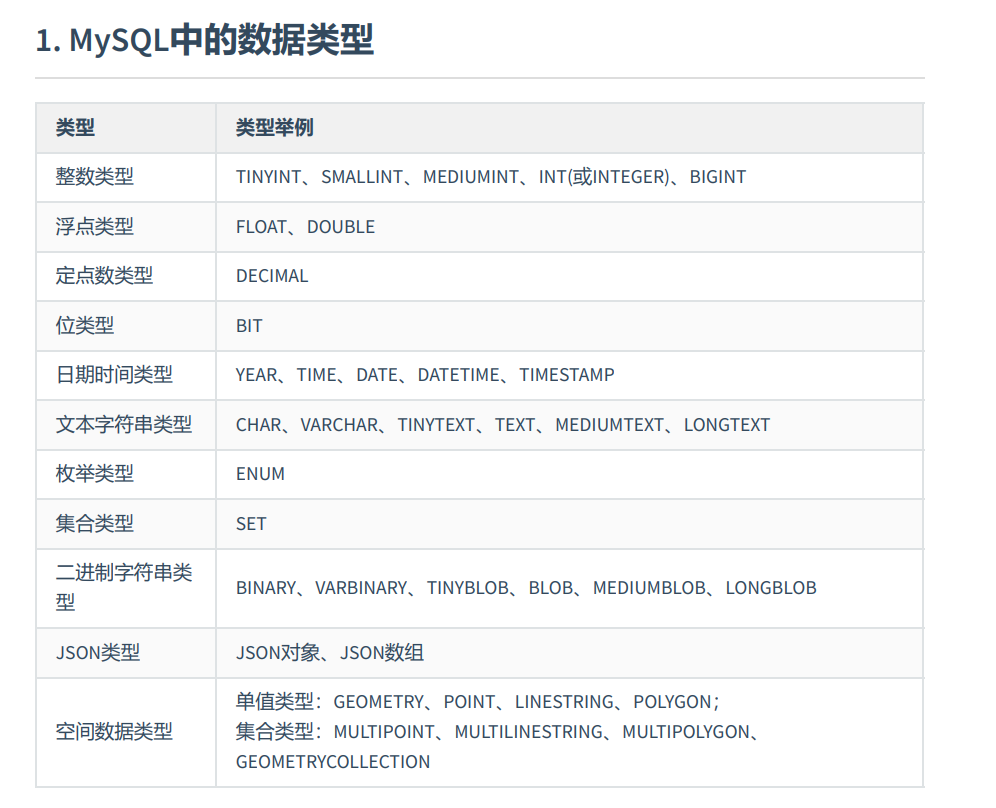 1. MySQL中的数据类型
类型 类型举例
整数类型 TINYINT、SMALLINT、MEDIUMINT、INT(或INTEGER)、BIGINT
浮点类型 FLOAT、DOUBLE
定点数类型 DECIMAL
位类型 BIT
日期时间类型 YEAR、TIME、DATE、DATETIME、TIMESTAMP
文本字符串类型 CHAR、VARCHAR、TINYTEXT、TEXT、MEDIUMTEXT、LONGTEXT
枚举类型 ENUM
集合类型 SET
二进制字符串类
型
BINARY、VARBINARY、TINYBLOB、BLOB、MEDIUMBLOB、LONGBLOB
JSON类型 JSON对象、JSON数组
空间数据类型
单值类型：GEOMETRY、POINT、LINESTRING、POLYGON；
集合类型：MULTIPOINT、MULTILINESTRING、MULTIPOLYGON、
GEOMETRYCOLLECTION